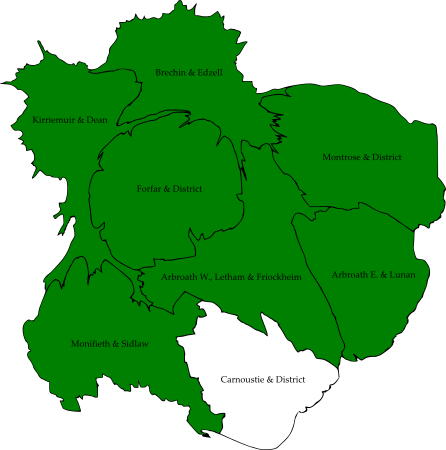 Brechin & Edzell
Kirriemuir & Dean
Montrose & District
Forfar & District
Arbroath W., Letham & Friockheim
Arbroath E. & Lunan
Monifieth & Sidlaw
Carnoustie & District